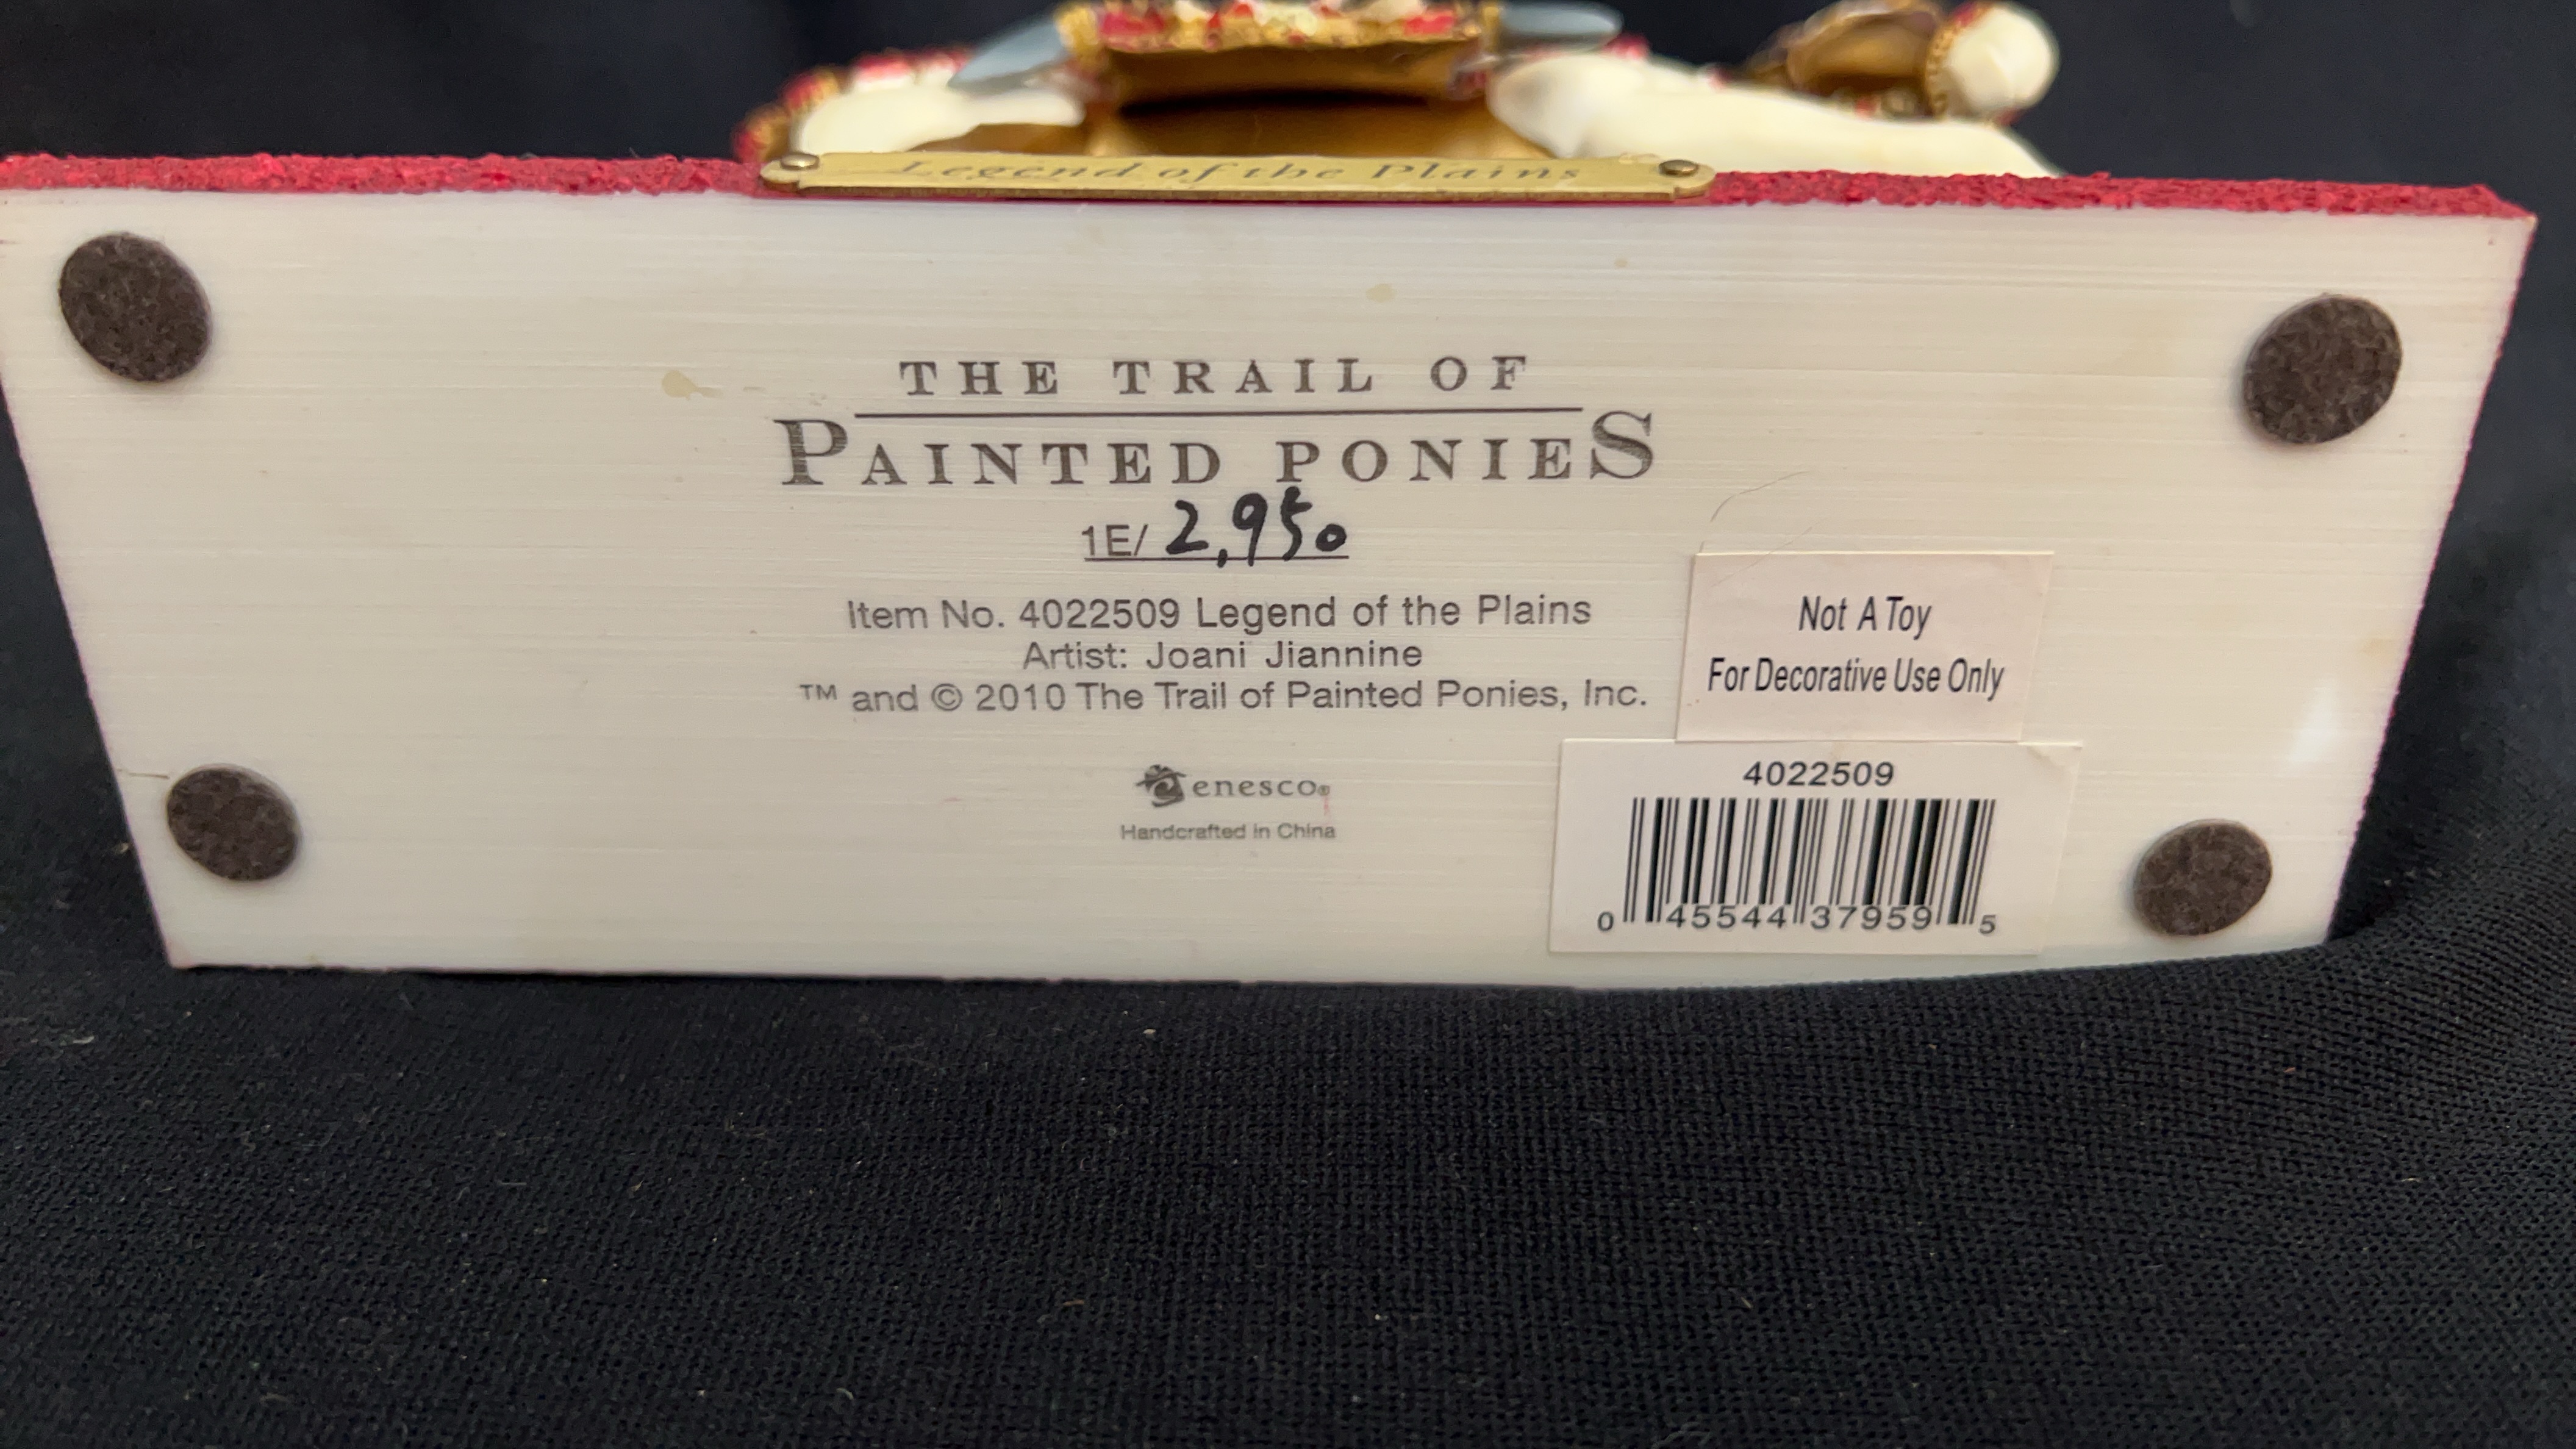 Legend of the Plains
THE TRAIL OF
PAINTED PONIES
1E/ 2,950
Item No. 4022509 Legend of the Plains
Artist: Joani Jiannine
™ and © 2010 The Trail of Painted Ponies, Inc.
enesco®
Handcrafted in China
Not A Toy
For Decorative Use Only
4022509
0 45544 37959 5